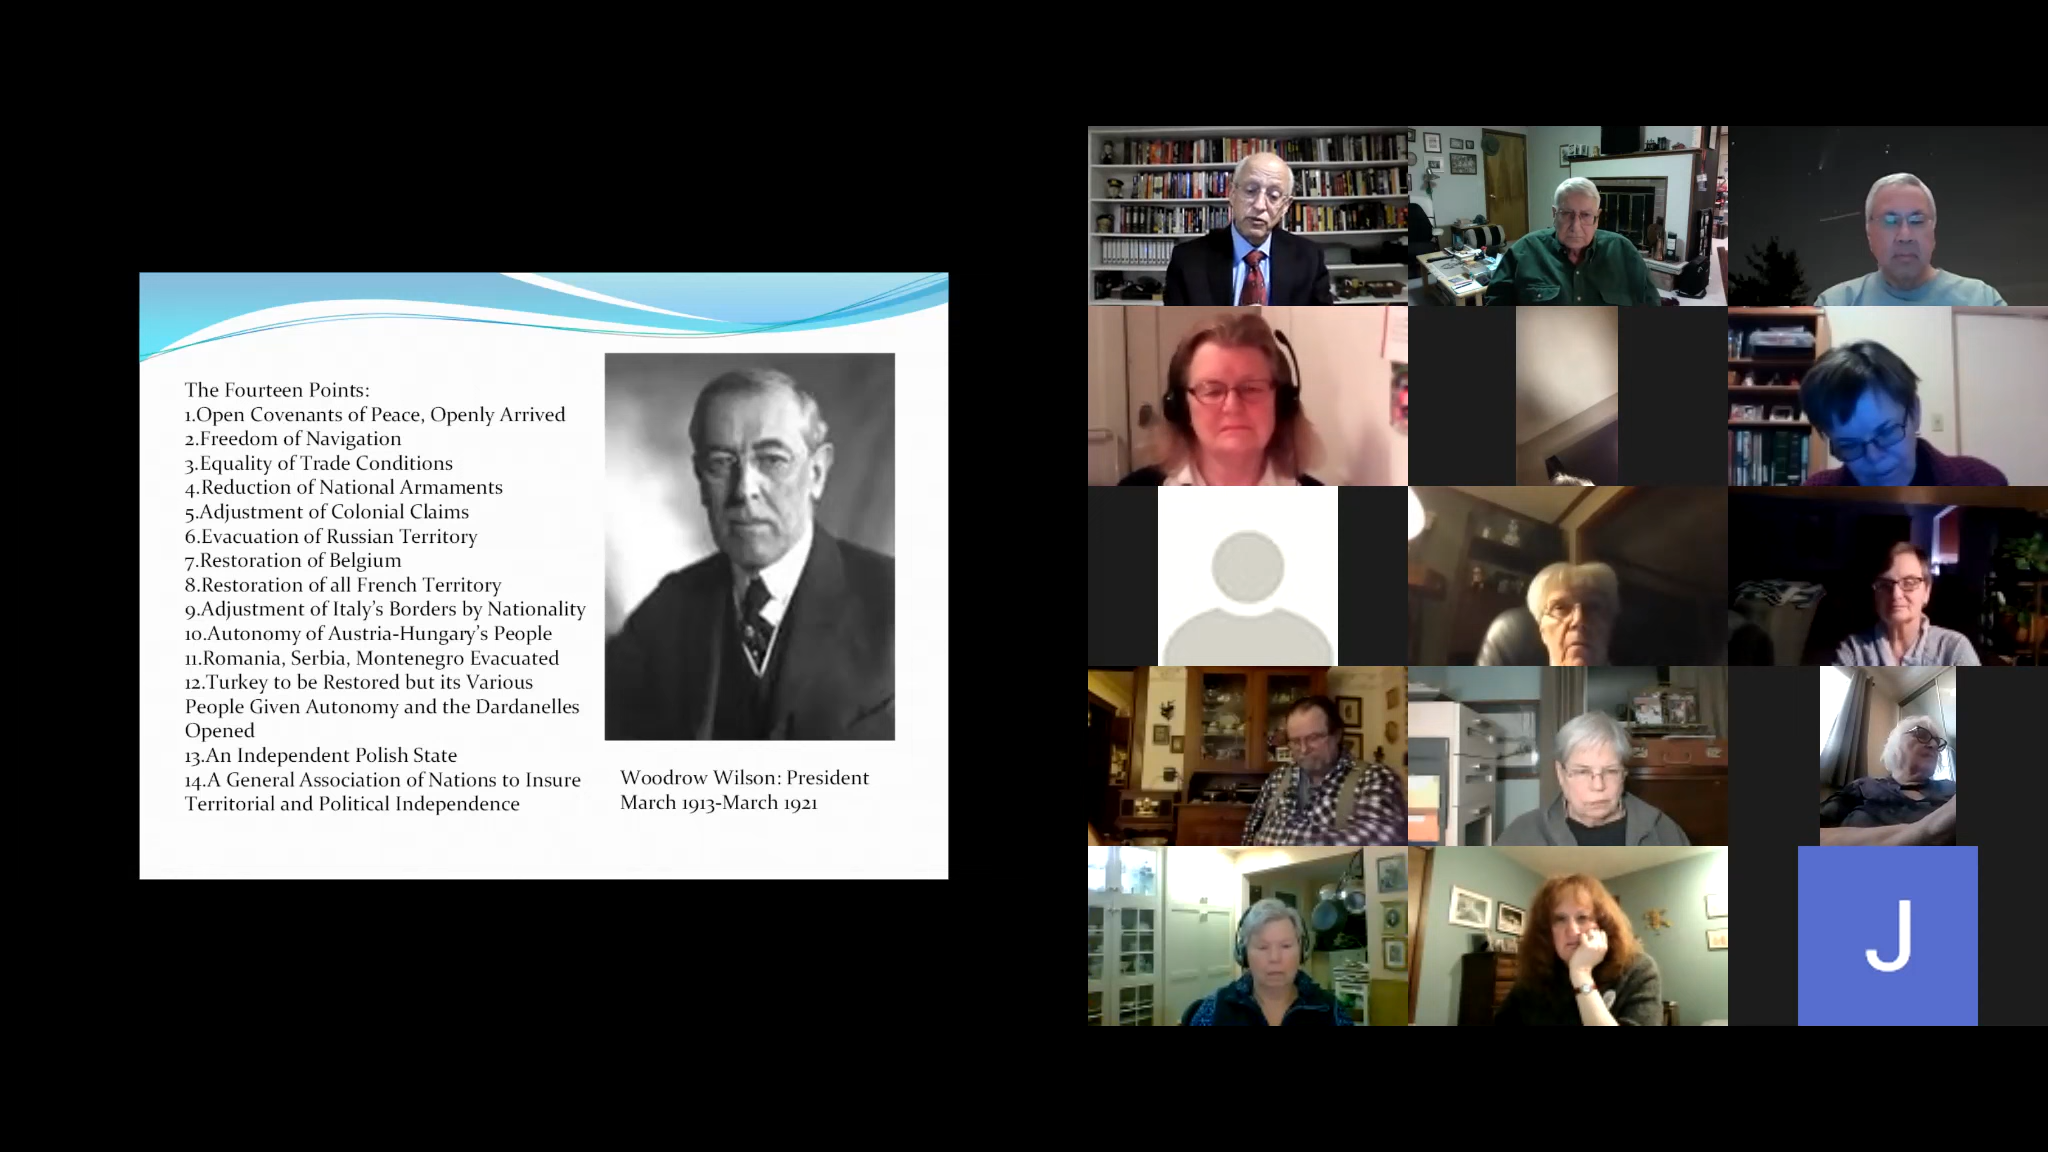 The Fourteen Points:
1.Open Covenants of Peace, Openly Arrived
2.Freedom of Navigation
3.Equality of Trade Conditions
4.Reduction of National Armaments
5.Adjustment of Colonial Claims
6.Evacuation of Russian Territory
7.Restoration of Belgium
8.Restoration of all French Territory
9.Adjustment of Italy's Borders by Nationality
10.Autonomy of Austria-Hungary's People
11.Romania, Serbia, Montenegro Evacuated
12.Turkey to be Restored but its Various
People Given Autonomy and the Dardanelles
Opened
13.An Independent Polish State
14.A General Association of Nations to Insure
Territorial and Political Independence
Woodrow Wilson: President
March 1913-March 1921
J